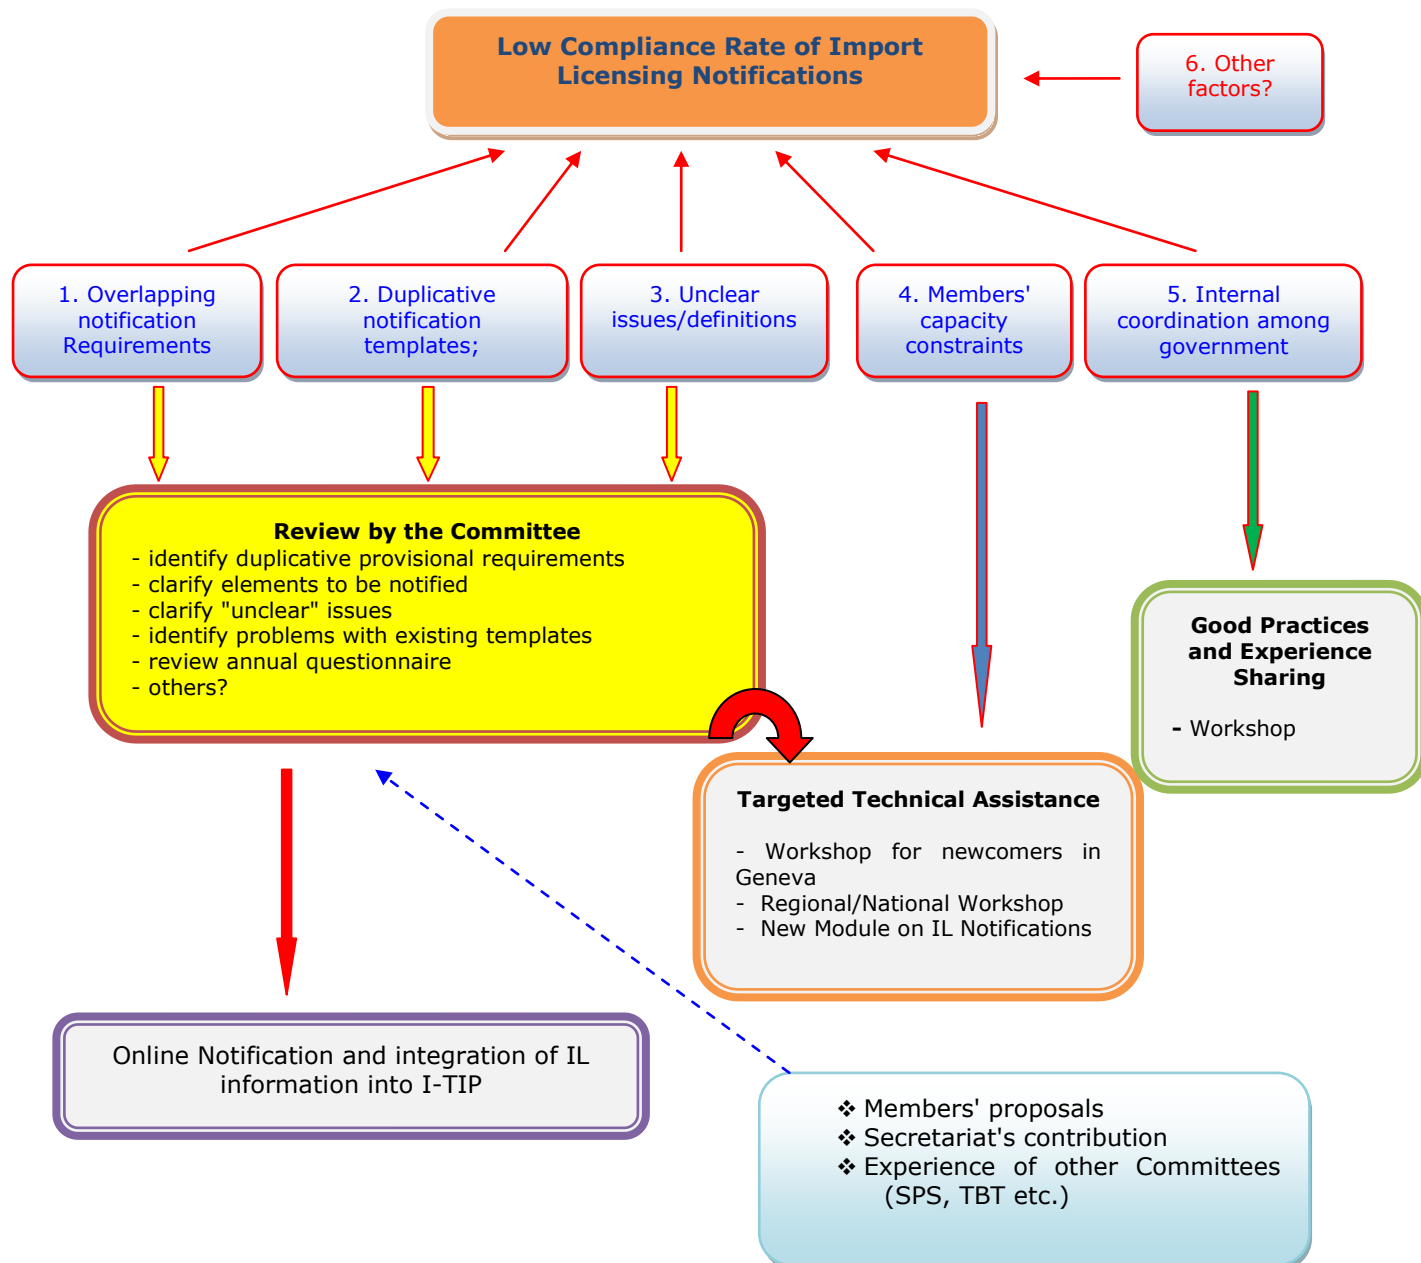 Low Compliance Rate of Import
Licensing Notifications
6. Other
factors?
1. Overlapping
notification
Requirements
2. Duplicative
notification
templates;
3. Unclear
issues/definitions
4. Members'
capacity
constraints
5. Internal
coordination among
government
Review by the Committee
- identify duplicative provisional requirements
- clarify elements to be notified
- clarify "unclear" issues
- identify problems with existing templates
- review annual questionnaire
- others?
Good Practices
and Experience
Sharing
- Workshop
Targeted Technical Assistance
- Workshop for newcomers in
Geneva
- Regional/National Workshop
- New Module on IL Notifications
Online Notification and integration of IL
information into I-TIP
❖ Members' proposals
❖ Secretariat's contribution
❖ Experience of other Committees
(SPS, TBT etc.)